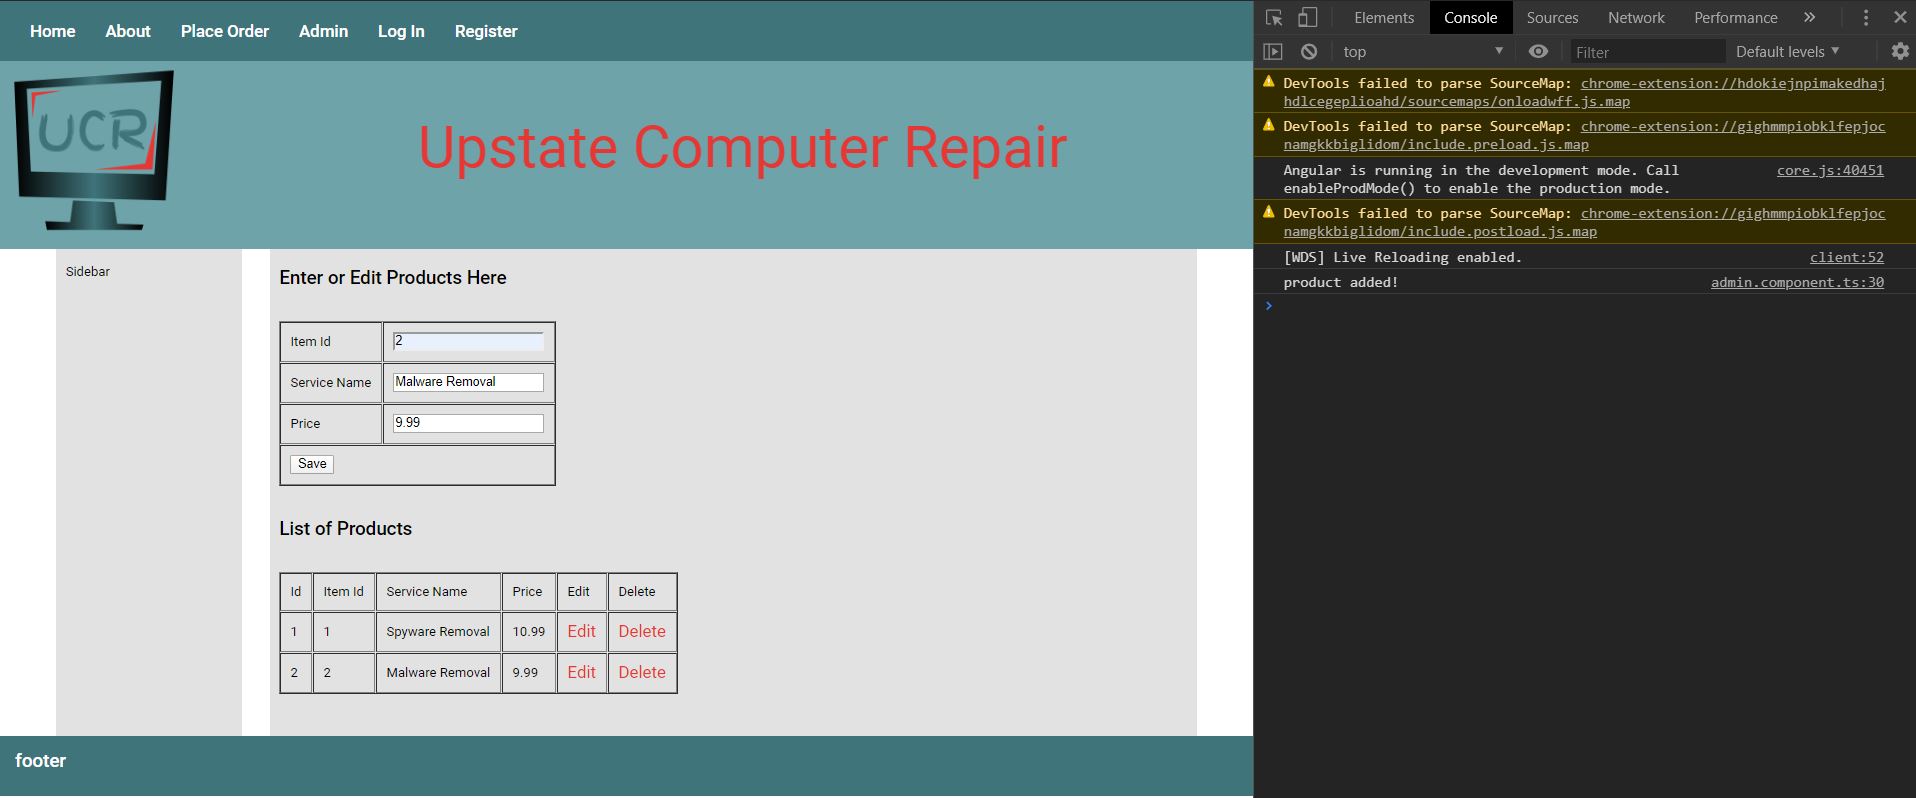 Home About Place Order Admin Log In Register
UCR
Upstate Computer Repair
Sidebar
Enter or Edit Products Here
Item Id 2
Service Name Malware Removal
Price 9.99
Save
List of Products
Id Item Id Service Name Price Edit Delete
1 1 Spyware Removal 10.99 Edit Delete
2 2 Malware Removal 9.99 Edit Delete
footer
Elements Console Sources Network Performance »
top Filter Default levels
DevTools failed to parse SourceMap: chrome-extension://hdokiejnpimakedhaj
hdlcegeplioahd/sourcemaps/onloadwff.js.map
DevTools failed to parse SourceMap: chrome-extension://gighmmpiobklfepjoc
namgkkbiglidom/include.preload.js.map
Angular is running in the development mode. Call core.js:40451
enableProdMode() to enable the production mode.
DevTools failed to parse SourceMap: chrome-extension://gighmmpiobklfepjoc
namgkkbiglidom/include.postload.js.map
[WDS] Live Reloading enabled. client:52
product added! admin.component.ts:30